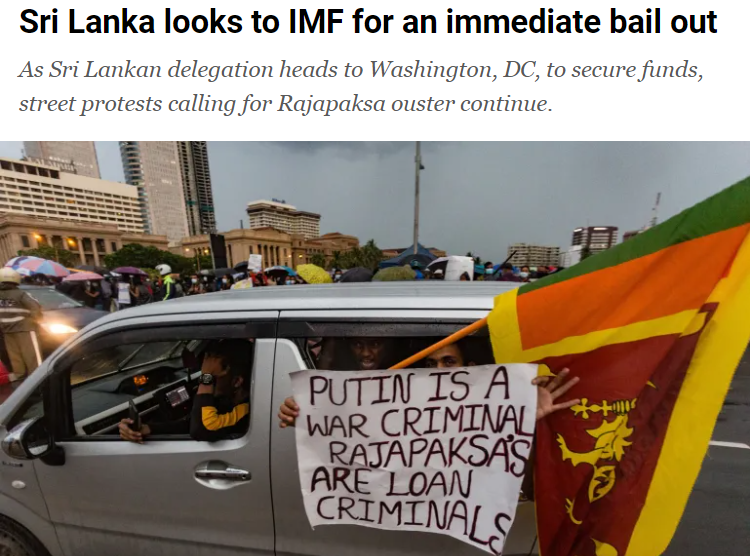 Sri Lanka looks to IMF for an immediate bail out
As Sri Lankan delegation heads to Washington, DC, to secure funds,
street protests calling for Rajapaksa ouster continue.
PUTIN IS A
WAR CRIMINAL
RAJAPAKSA'S
ARE LOAN
CRIMINALS